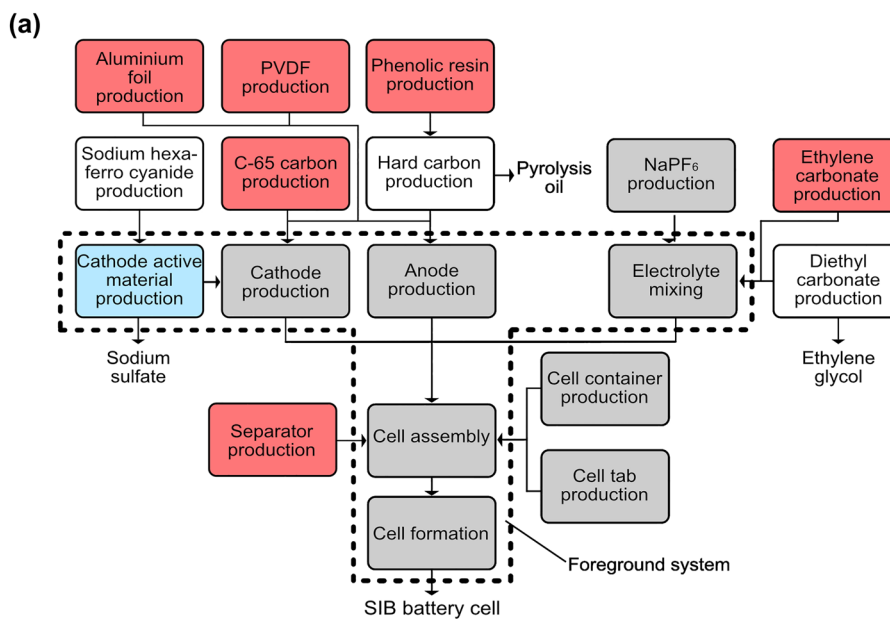 (a)
Aluminium
foil
production
PVDF
production
Phenolic resin
production
Sodium hexa-
ferro cyanide
production
C-65 carbon
production
Hard carbon
production
Pyrolysis
oil
NaPF6
production
Ethylene
carbonate
production
Cathode active
material
production
Cathode
production
Anode
production
Electrolyte
mixing
Diethyl
carbonate
production
Sodium
sulfate
Ethylene
glycol
Cell container
production
Separator
production
Cell assembly
Cell tab
production
Cell formation
Foreground system
SIB battery cell